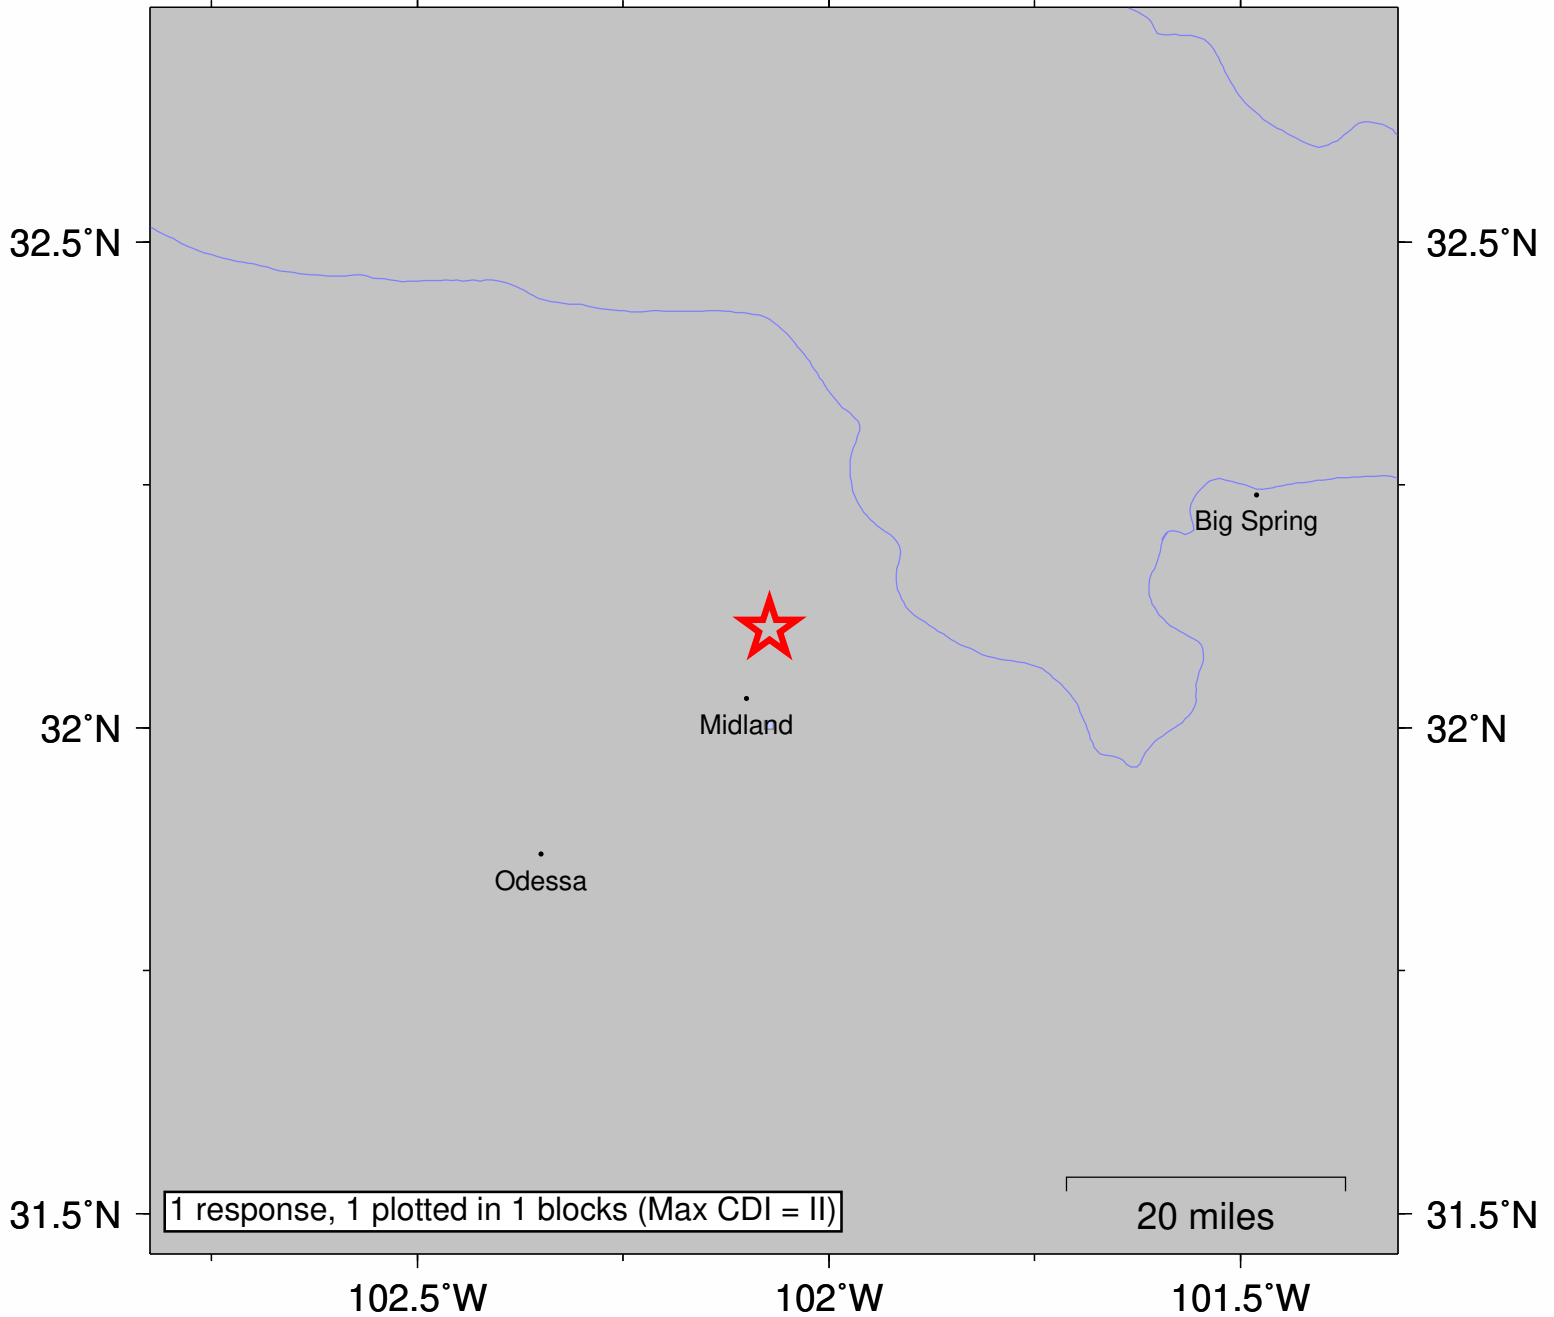 32.5˚N
32.5˚N
Big Spring
32˚N
Midland
32˚N
Odessa
31.5˚N
1 response, 1 plotted in 1 blocks (Max CDI = II)
20 miles
31.5˚N
102.5˚W
102˚W
101.5˚W